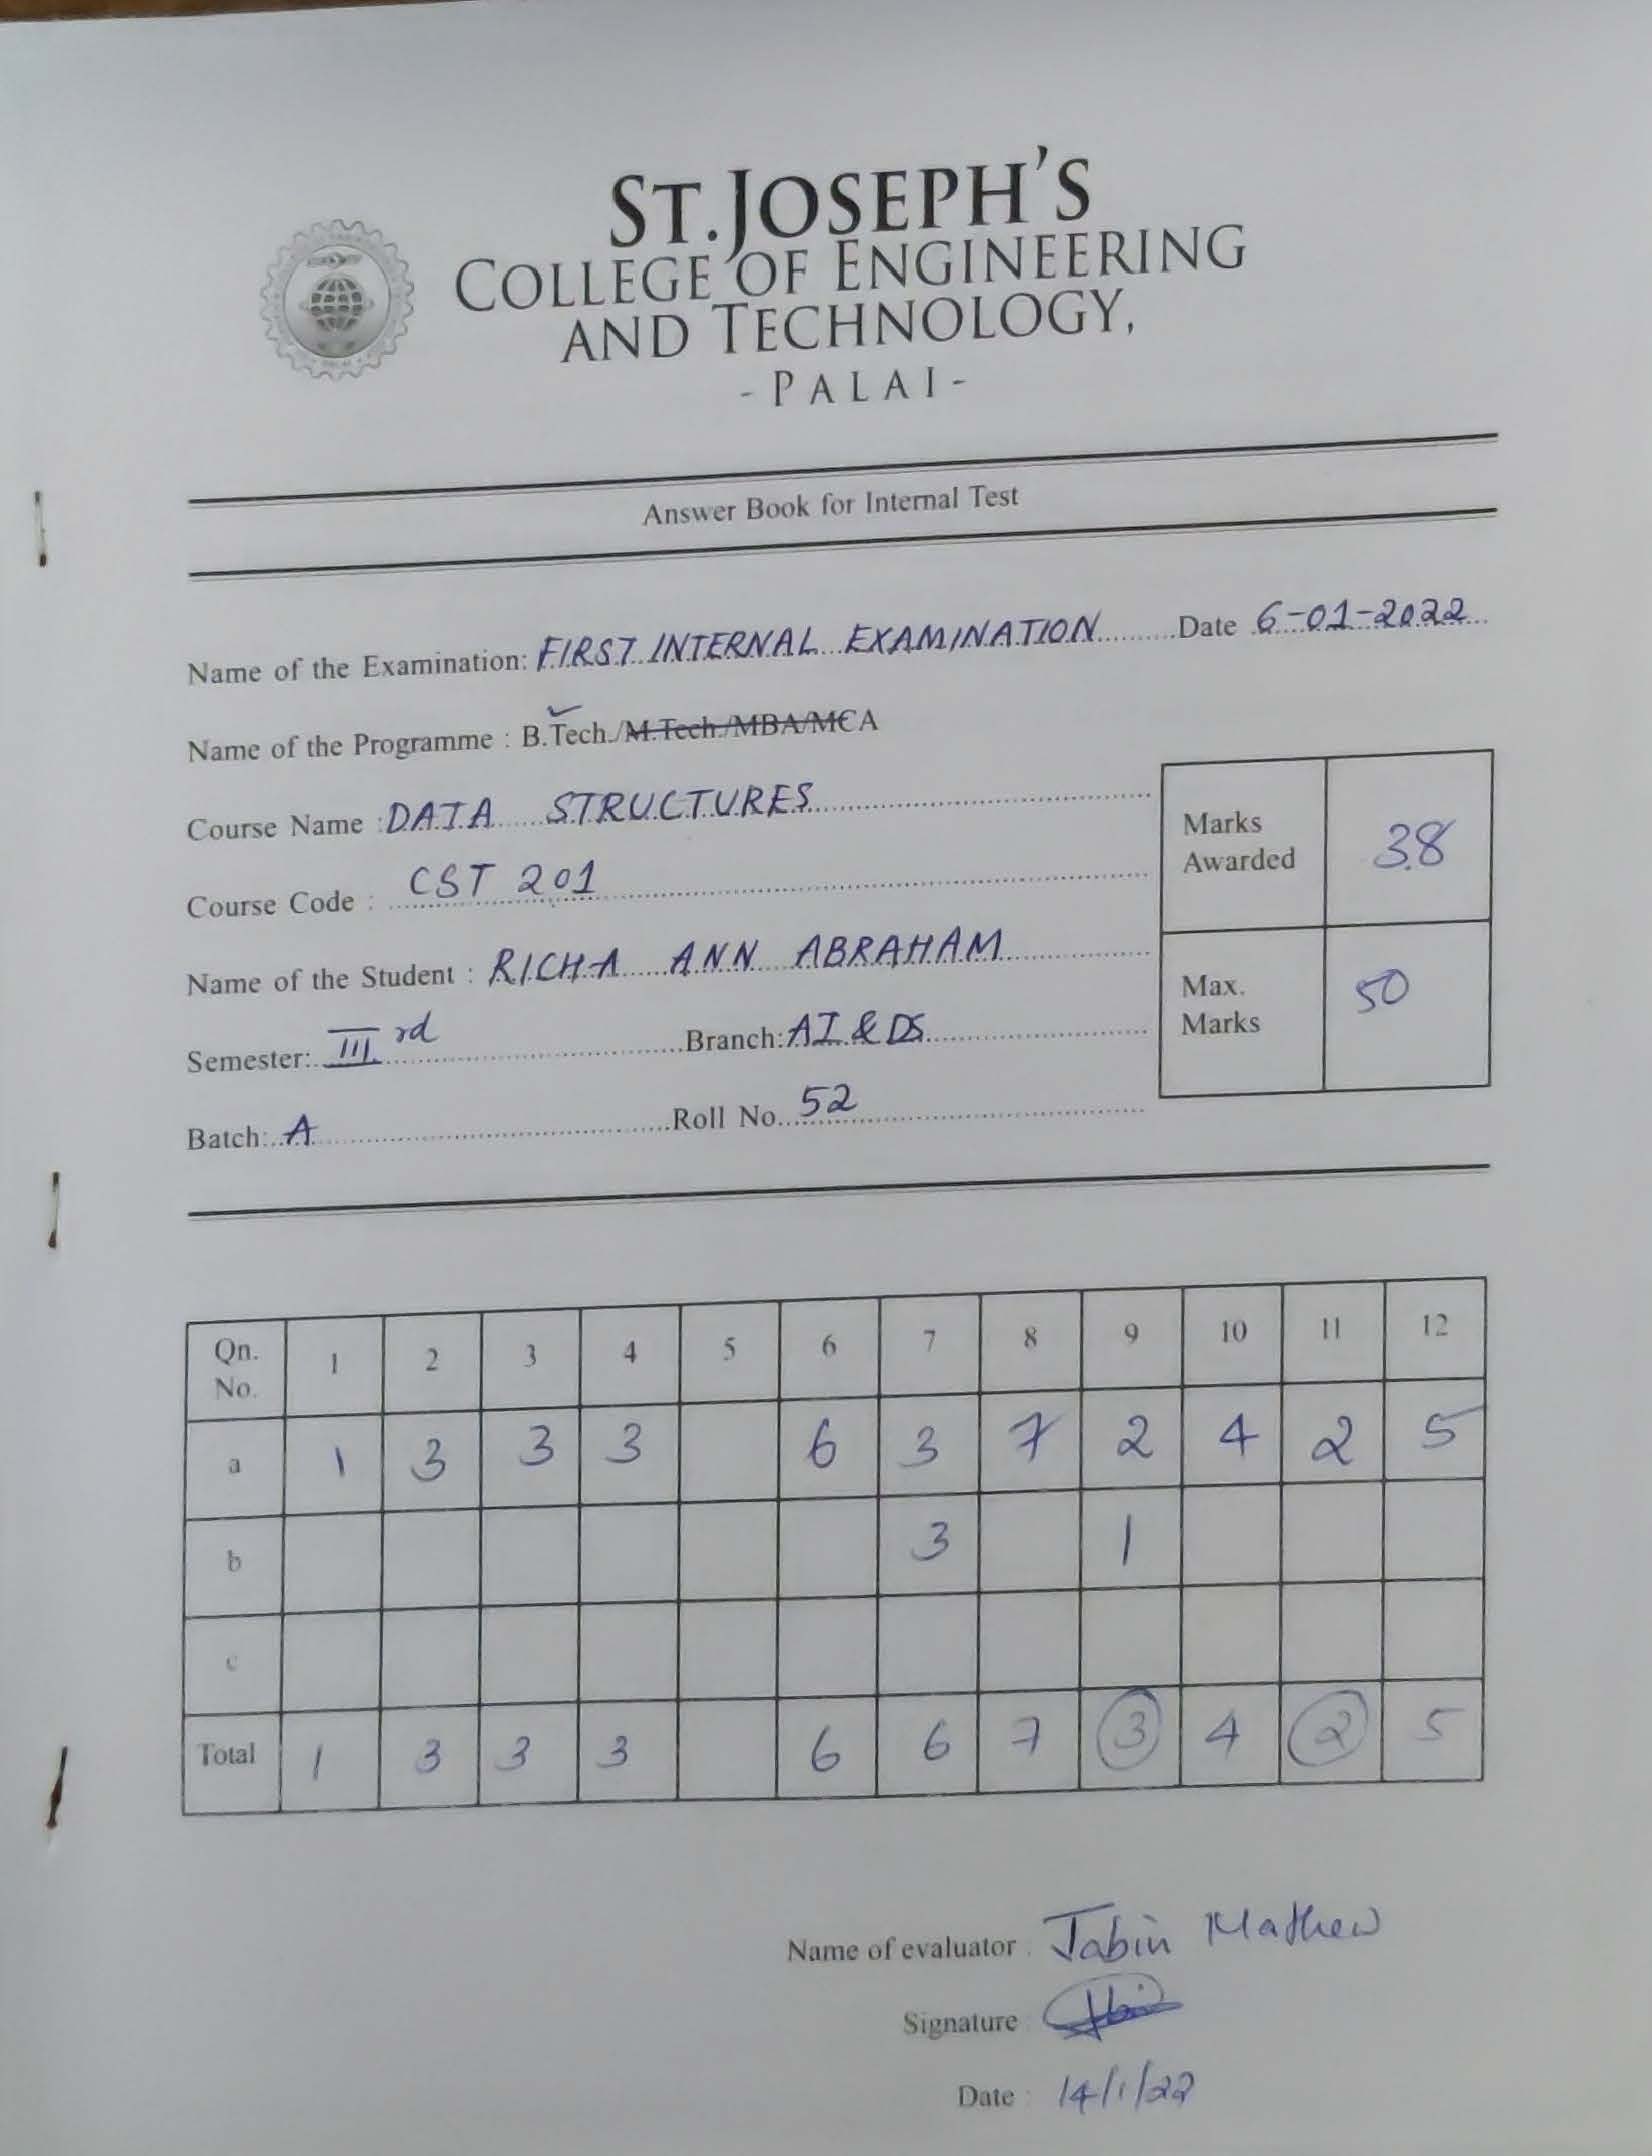 ST.JOSEPH'S
COLLEGE OF ENGINEERING
AND TECHNOLOGY,
- PALAI -
Answer Book for Internal Test
Name of the Examination: FIRST INTERNAL EXAMINATION Date 6-01-2022
Name of the Programme : B.Tech./M.Tech./MBA/MCA
Course Name : DATA STRUCTURES
Course Code : CST 201
Name of the Student : RICHA ANN ABRAHAM
Semester: IIIrd Branch: AI & DS
Batch: A Roll No. 52
Marks Awarded 38
Max. Marks 50
Qn. No. 1 2 3 4 5 6 7 8 9 10 11 12
a 1 3 3 3 6 3 7 2 4 2 5
b 3 1
c
Total 1 3 3 3 6 6 7 3 4 2 5
Name of evaluator : Jabin Mathew
Signature :
Date : 14/1/22